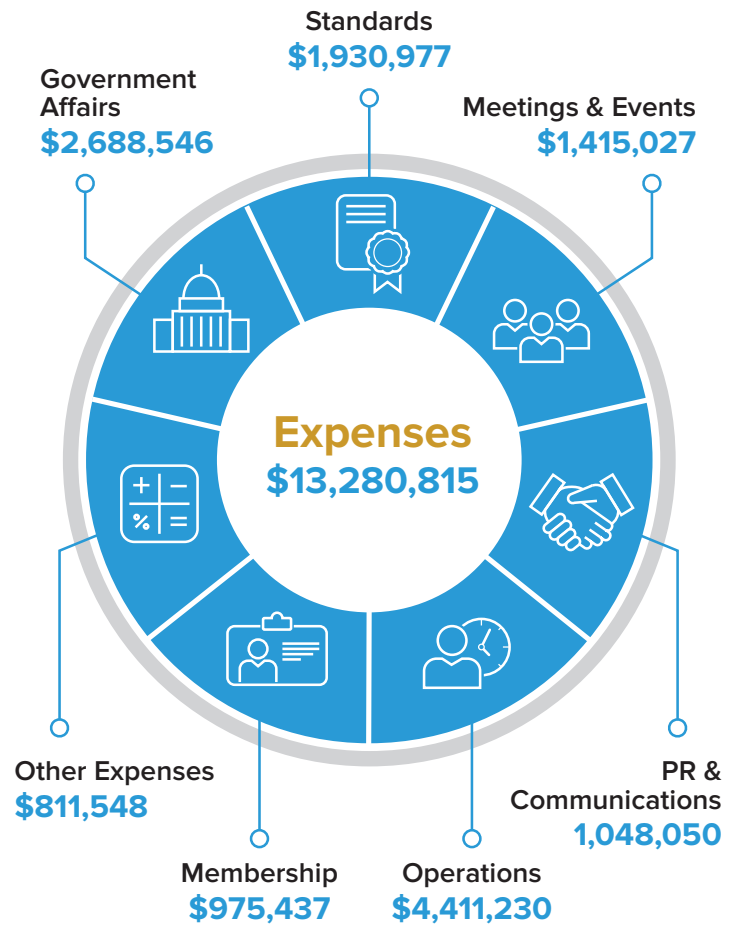 Standards
$1,930,977
Government
Affairs
$2,688,546
Meetings & Events
$1,415,027
Expenses
$13,280,815
+ −
% =
Other Expenses
$811,548
PR &
Communications
1,048,050
Membership
$975,437
Operations
$4,411,230